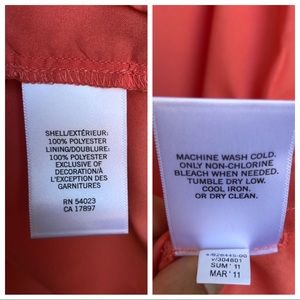 SHELL/EXTÉRIEUR:
100% POLYESTER
LINING/DOUBLURE:
100% POLYESTER
EXCLUSIVE OF
DECORATION/À
L'EXCEPTION DES
GARNITURES
RN 54023
CA 17897
MACHINE WASH COLD.
ONLY NON-CHLORINE
BLEACH WHEN NEEDED.
TUMBLE DRY LOW.
COOL IRON.
OR DRY CLEAN.
v/304801
SUM ' 11
MAR ' 11